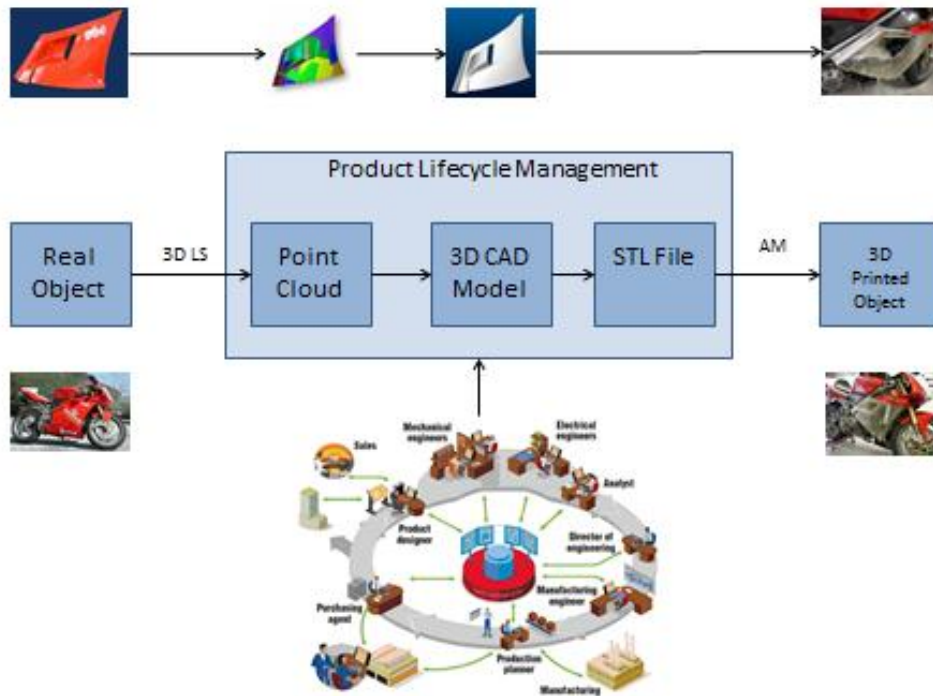 Product Lifecycle Management
Real
Object
3D LS
Point
Cloud
3D CAD
Model
STL File
AM
3D
Printed
Object
Mechanical
engineers
Electrical
engineers
Sales
Analyst
Product
designer
Director of
engineering
Manufacturing
engineer
Purchasing
agent
Production
planner
Manufacturing